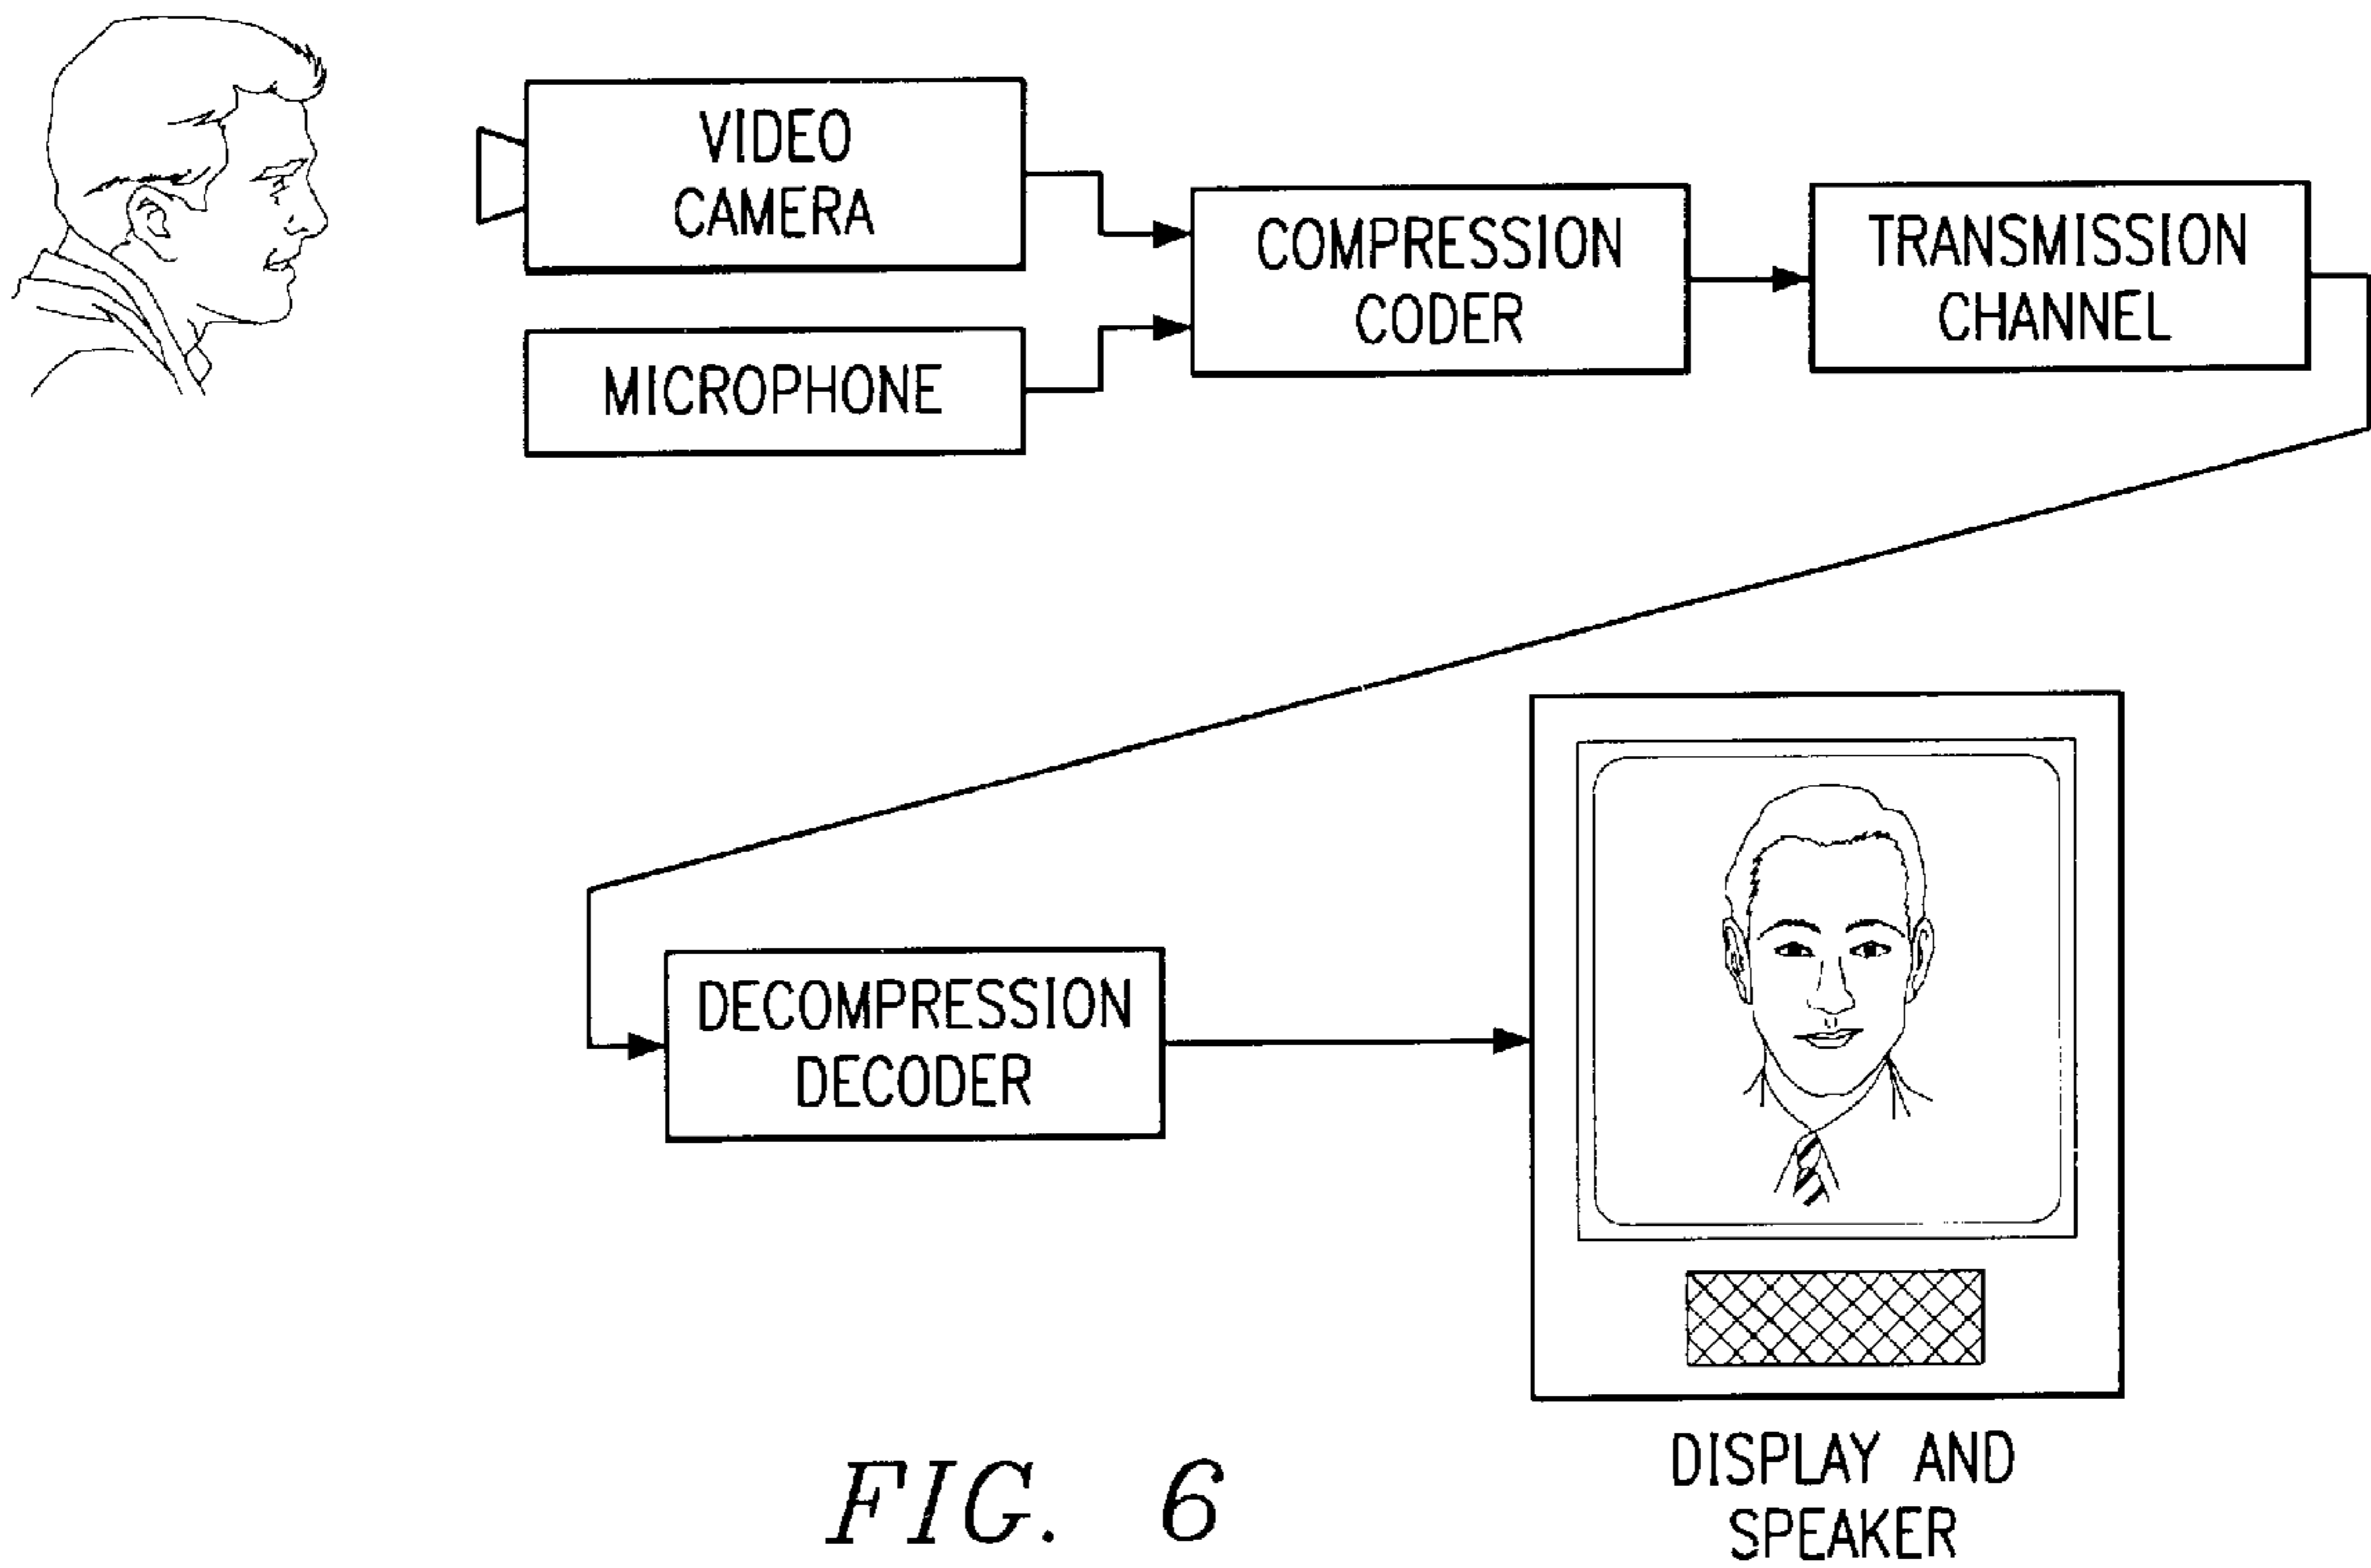 VIDEO
CAMERA
MICROPHONE
COMPRESSION
CODER
TRANSMISSION
CHANNEL
DECOMPRESSION
DECODER
DISPLAY AND
SPEAKER
FIG. 6